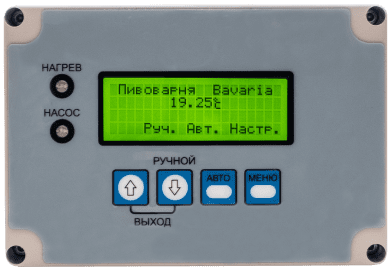 НАГРЕВ
Пивоварня Bavaria
19.25℃
НАСОС
Руч. Авт. Настр.
РУЧНОЙ
АВТО
МЕНЮ
ВЫХОД